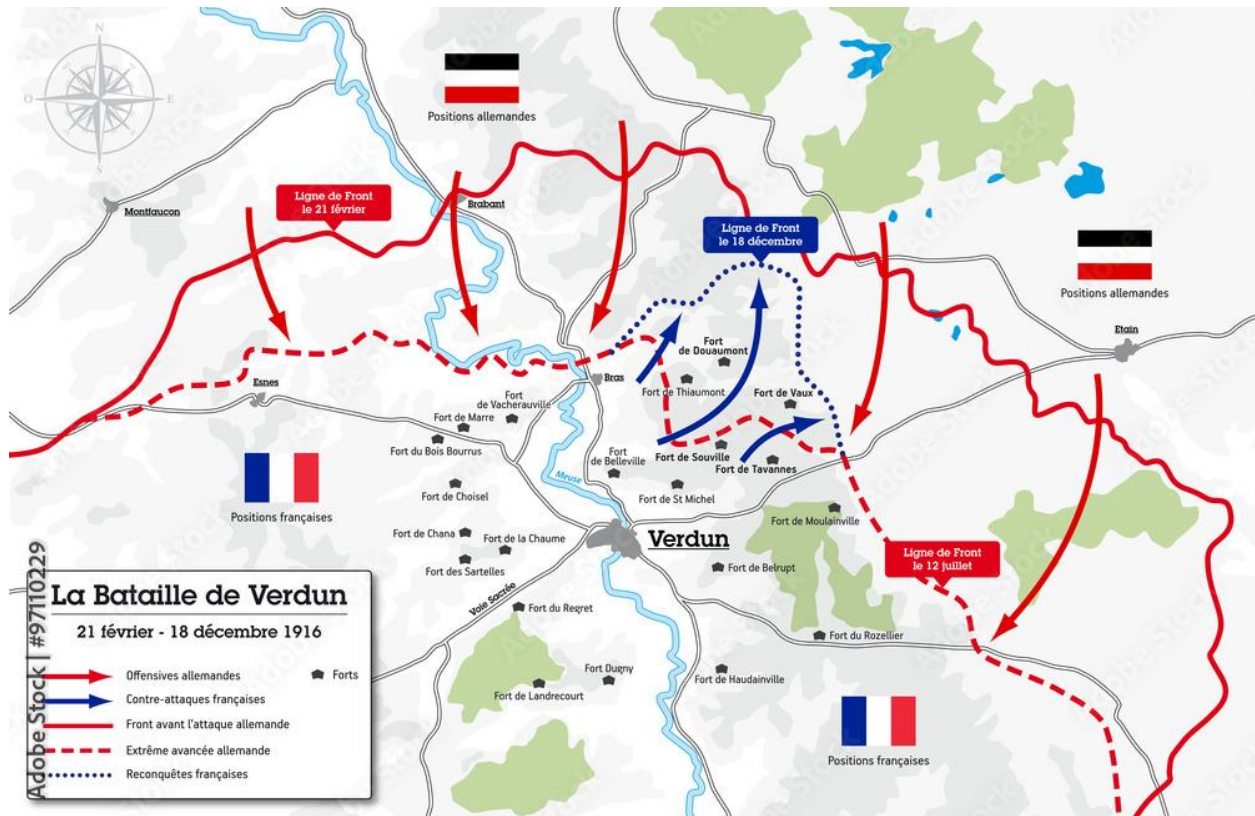 N
O
E
S
Positions allemandes
Ligne de Front
le 21 février
Montfaucon
Brabant
Ligne de Front
le 18 décembre
Positions allemandes
Etain
Esnes
Bras
Fort
de Douaumont
Fort de Thiaumont
Fort de Vaux
Fort
de Vacherauville
Fort de Marre
Fort du Bois Bourrus
Fort
de Belleville
Fort de Souville
Fort de Tavannes
Positions françaises
Meuse
Fort de Choisel
Fort de St Michel
Fort de Moulainville
Fort de Chana
Fort de la Chaume
Verdun
Fort des Sartelles
Fort de Belrupt
Ligne de Front
le 12 juillet
Voie Sacrée
Fort du Regret
Fort du Rozellier
Fort Dugny
Fort de Landrecourt
Fort de Haudainville
Positions françaises
La Bataille de Verdun
21 février - 18 décembre 1916
Offensives allemandes
Forts
Contre-attaques françaises
Front avant l'attaque allemande
Extrême avancée allemande
Reconquêtes françaises
Adobe Stock | #97110229
Adobe Stock